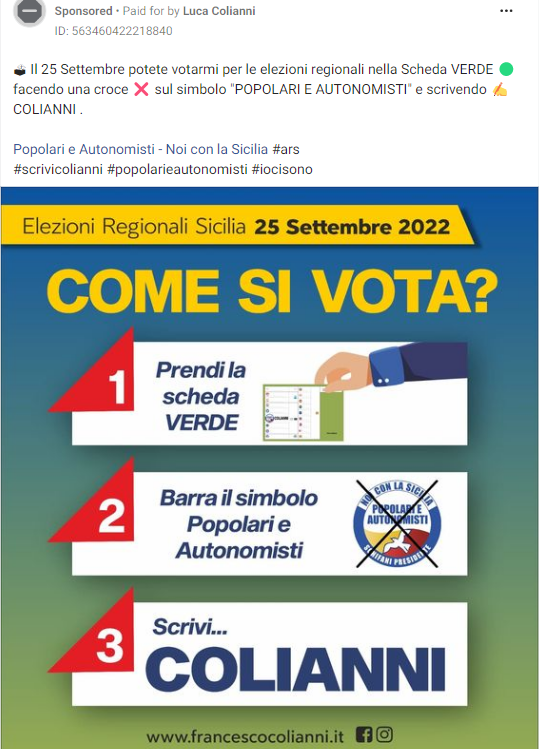 Sponsored • Paid for by Luca Colianni
ID: 563460422218840
🗳 Il 25 Settembre potete votarmi per le elezioni regionali nella Scheda VERDE 🟢
facendo una croce ❌ sul simbolo "POPOLARI E AUTONOMISTI" e scrivendo ✍
COLIANNI .
Popolari e Autonomisti - Noi con la Sicilia #ars
#scrivicolianni #popolarieautonomisti #iocisono
Elezioni Regionali Sicilia 25 Settembre 2022
COME SI VOTA?
1
Prendi la
scheda
VERDE
COLIANNI
2
Barra il simbolo
Popolari e
Autonomisti
NOI CON LA SICILIA
POPOLARI E
AUTONOMISTI
SCHIFANI PRESIDENTE
3
Scrivi...
COLIANNI
www.francescocolianni.it